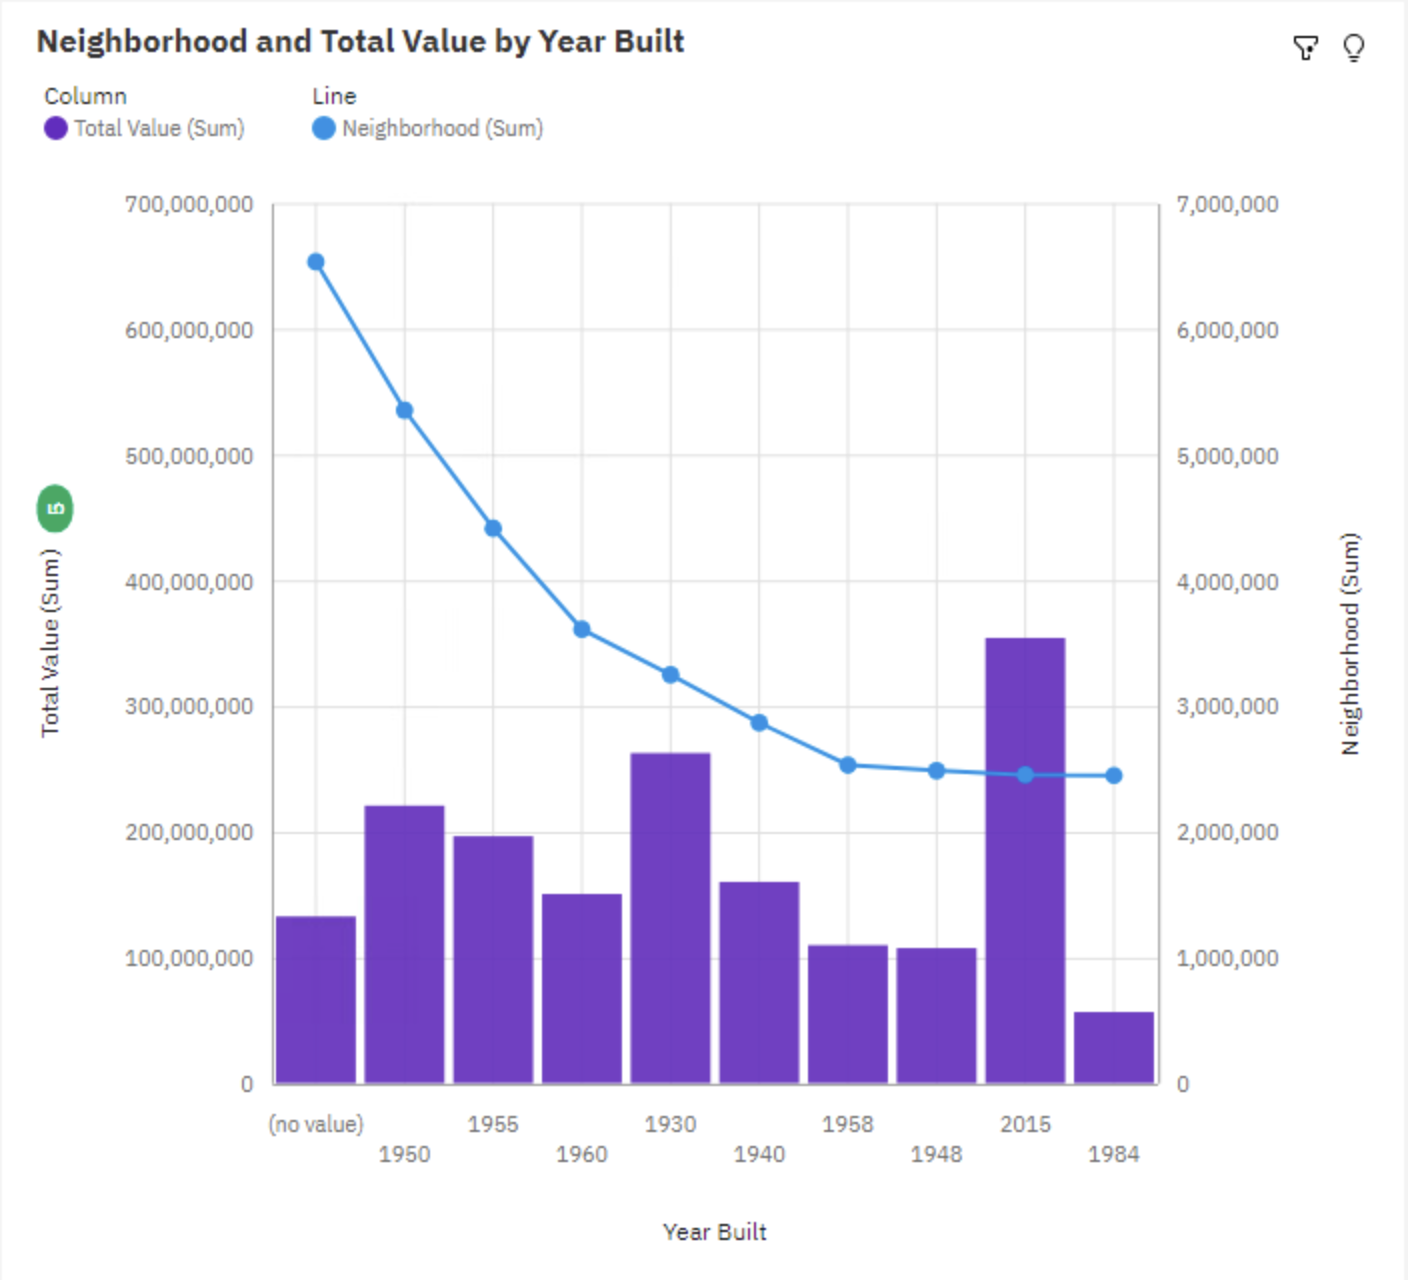 Neighborhood and Total Value by Year Built
Column
Total Value (Sum)
Line
Neighborhood (Sum)
700,000,000
600,000,000
500,000,000
400,000,000
300,000,000
200,000,000
100,000,000
0
7,000,000
6,000,000
5,000,000
4,000,000
3,000,000
2,000,000
1,000,000
0
Total Value (Sum)
Neighborhood (Sum)
(no value)
1950
1955
1960
1930
1940
1958
1948
2015
1984
Year Built